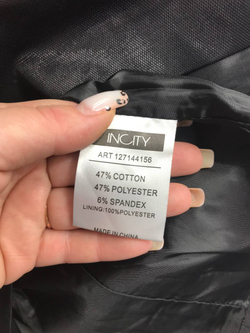 INCITY
ART 127144156
47% COTTON
47% POLYESTER
6% SPANDEX
LINING:100%POLYESTER
MADE IN CHINA